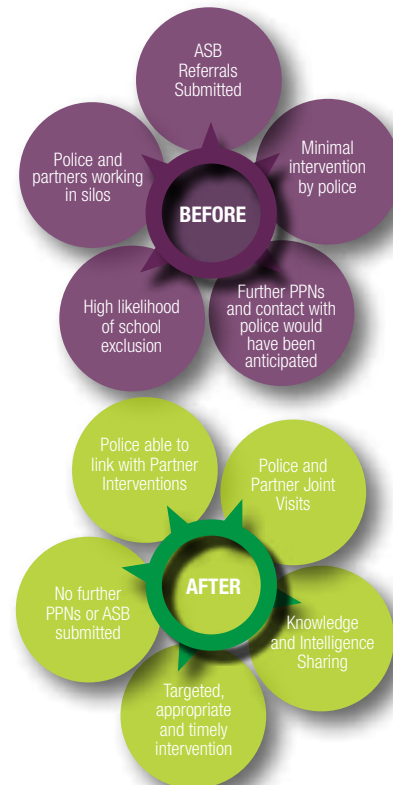 ASB
Referrals
Submitted
Police and
partners working
in silos
Minimal
intervention
by police
BEFORE
High likelihood
of school
exclusion
Further PPNs
and contact with
police would
have been
anticipated
Police able to
link with Partner
Interventions
Police and
Partner Joint
Visits
No further
PPNs or ASB
submitted
AFTER
Knowledge
and Intelligence
Sharing
Targeted,
appropriate
and timely
intervention